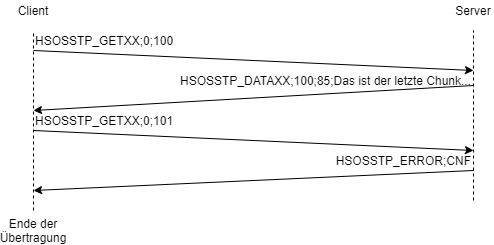 Client
Server
HSOSSTP_GETXX;0;100
HSOSSTP_DATAXX;100;85;Das ist der letzte Chunk...
HSOSSTP_GETXX;0;101
HSOSSTP_ERROR;CNF
Ende der
Übertragung